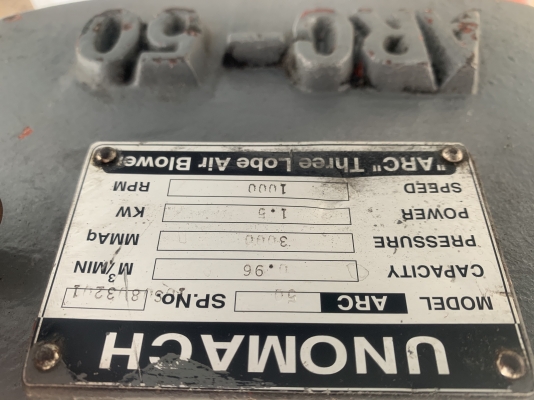 UNOMACH
MODEL ARC 50 SP.NO.
CAPACITY 0.96 M³/MIN
PRESSURE 3000 MMAq
POWER 1.5 KW
SPEED 1000 RPM
"ARC" Three Lobe Air Blower
ARC-50